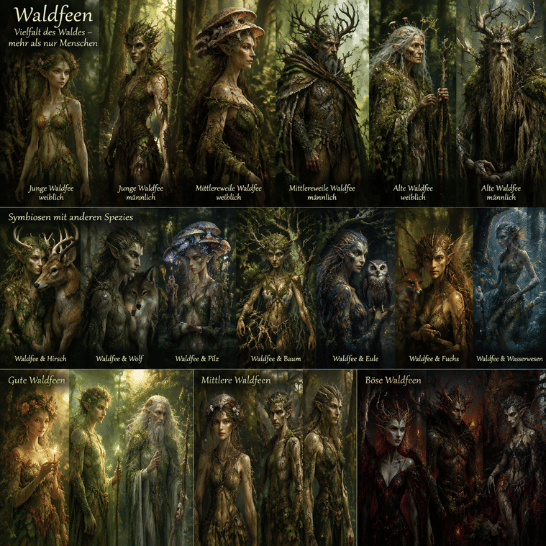 Waldfeen
Vielfalt des Waldes –
mehr als nur Menschen
Junge Waldfee
weiblich
Junge Waldfee
männlich
Mittlereweile Waldfee
weiblich
Mittlereweile Waldfee
männlich
Alte Waldfee
weiblich
Alte Waldfee
männlich
Symbiosen mit anderen Spezies
Waldfee & Hirsch
Waldfee & Wolf
Waldfee & Pilz
Waldfee & Baum
Waldfee & Eule
Waldfee & Fuchs
Waldfee & Wasserwesen
Gute Waldfeen
Mittlere Waldfeen
Böse Waldfeen